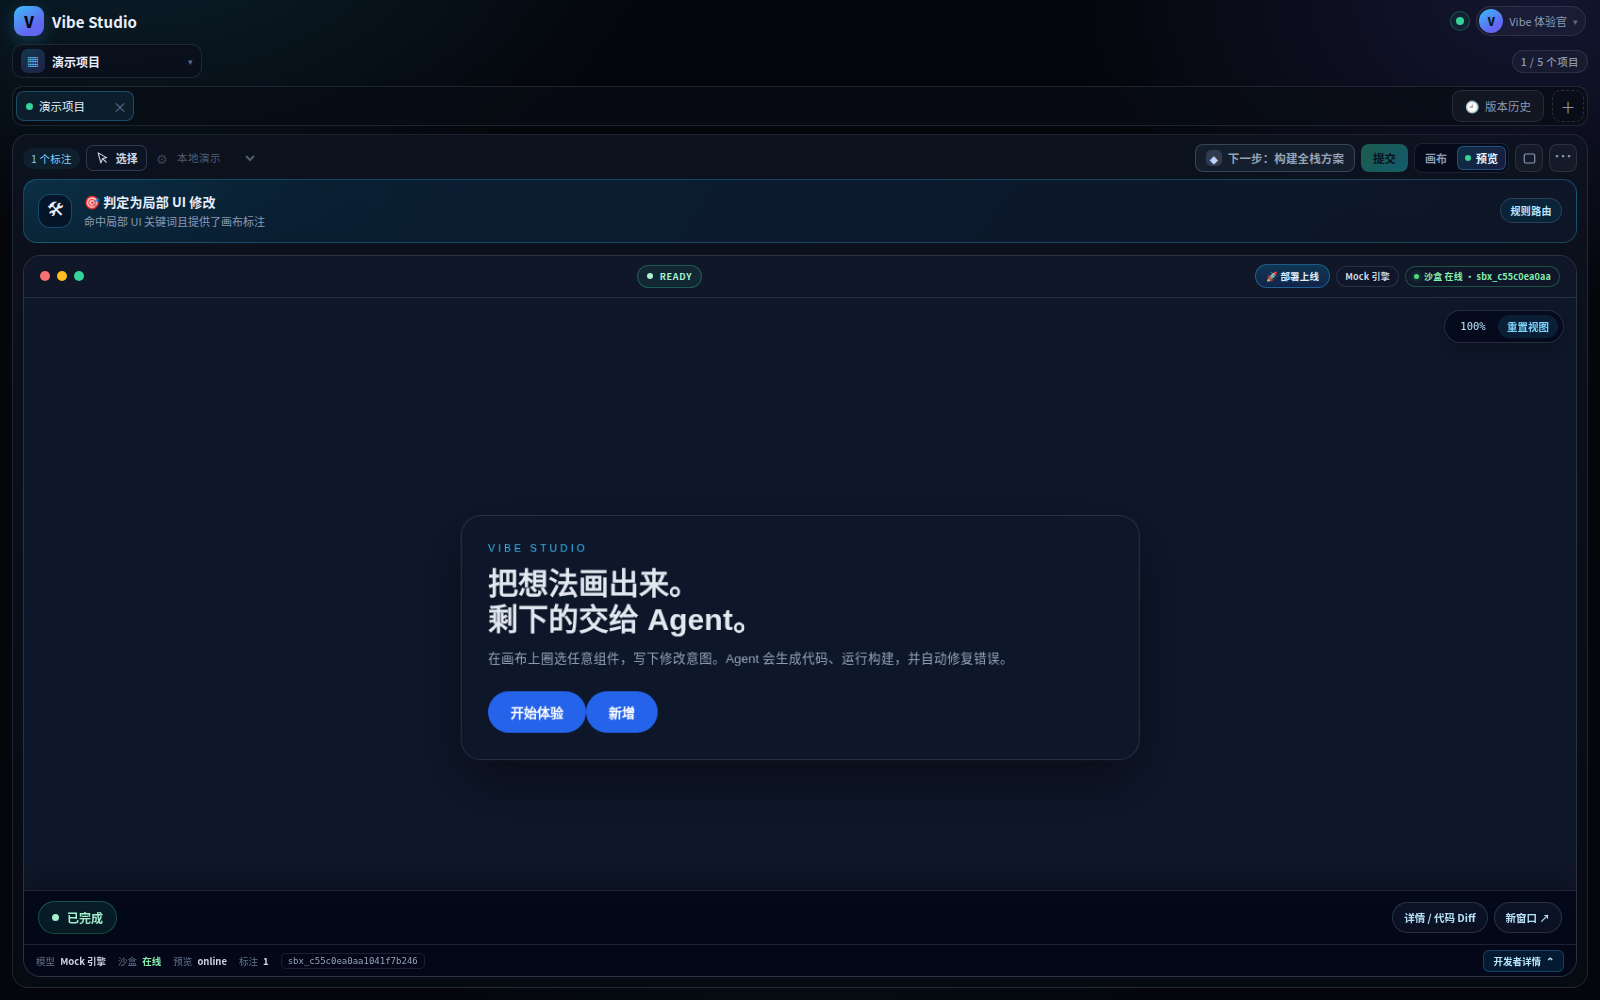 V Vibe Studio
V Vibe 体验官
演示项目
1 / 5 个项目
演示项目
版本历史
1 个标注
选择
本地演示
下一步：构建全栈方案
提交
画布
预览
判定为局部 UI 修改
命中局部 UI 关键词且提供了画布标注
规则路由
READY
部署上线
Mock 引擎
沙盒 在线 · sbx_c55c0ea0aa
100%
重置视图
VIBE STUDIO
把想法画出来。
剩下的交给 Agent。
在画布上圈选任意组件，写下修改意图。Agent 会生成代码、运行构建，并自动修复错误。
开始体验
新增
已完成
详情 / 代码 Diff
新窗口 ↗
模型 Mock 引擎 沙盒 在线 预览 online 标注 1 sbx_c55c0ea0aa1041f7b246
开发者详情